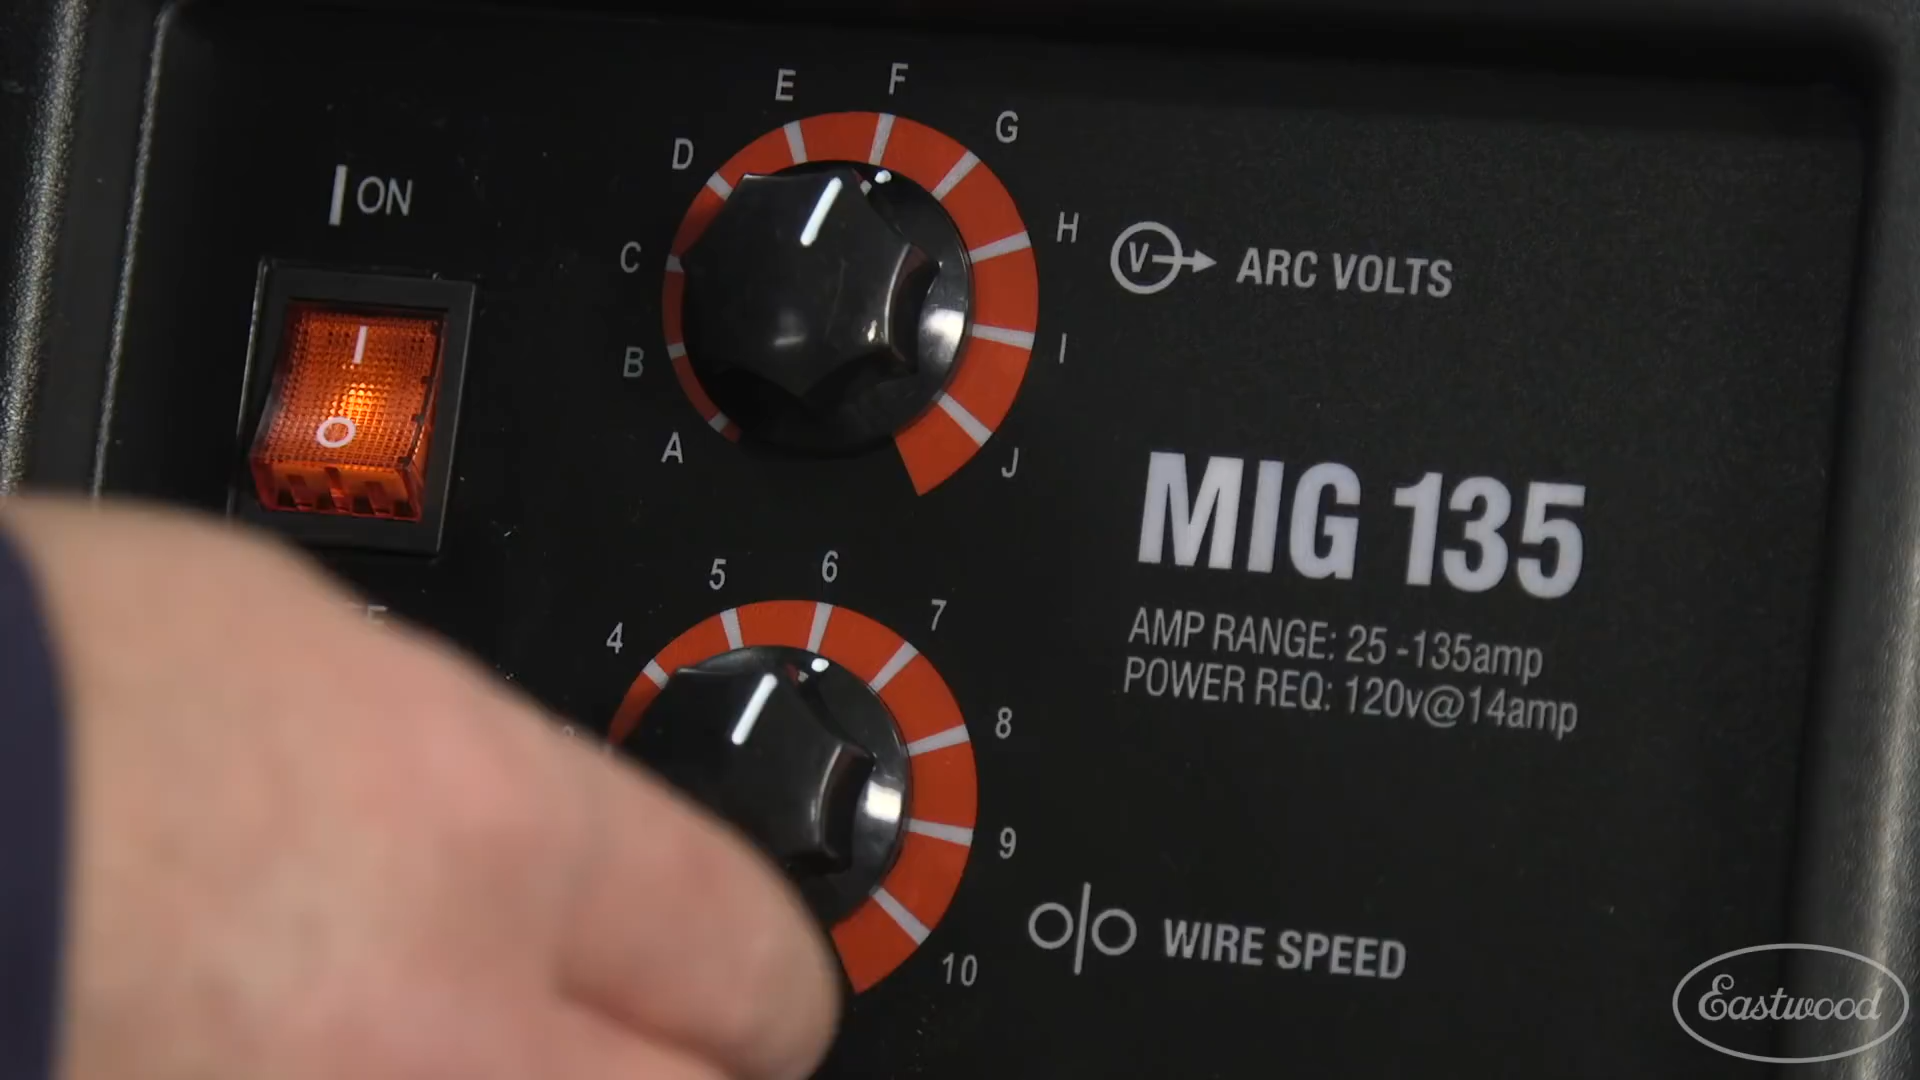 I ON
I
O
A
B
C
D
E
F
G
H
I
J
V
ARC VOLTS
MIG 135
AMP RANGE: 25 -135amp
POWER REQ: 120v@14amp
4
5
6
7
8
9
10
WIRE SPEED
Eastwood